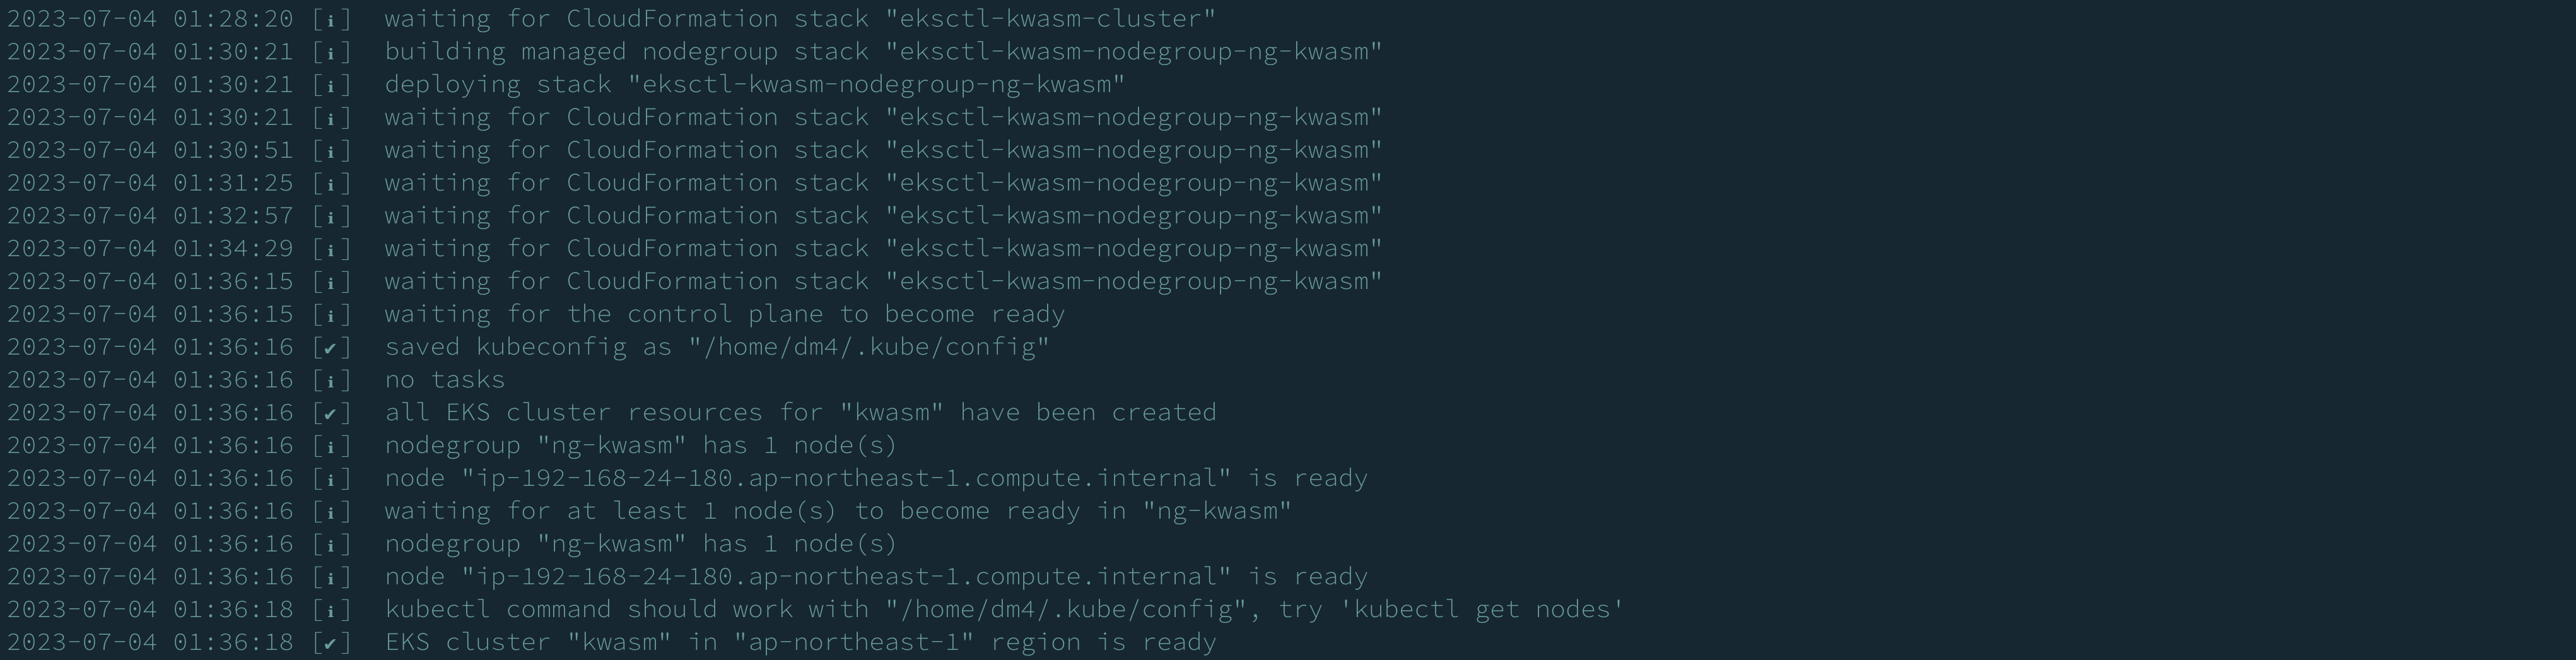 2023-07-04 01:28:20 [ℹ]  waiting for CloudFormation stack "eksctl-kwasm-cluster"
2023-07-04 01:30:21 [ℹ]  building managed nodegroup stack "eksctl-kwasm-nodegroup-ng-kwasm"
2023-07-04 01:30:21 [ℹ]  deploying stack "eksctl-kwasm-nodegroup-ng-kwasm"
2023-07-04 01:30:21 [ℹ]  waiting for CloudFormation stack "eksctl-kwasm-nodegroup-ng-kwasm"
2023-07-04 01:30:51 [ℹ]  waiting for CloudFormation stack "eksctl-kwasm-nodegroup-ng-kwasm"
2023-07-04 01:31:25 [ℹ]  waiting for CloudFormation stack "eksctl-kwasm-nodegroup-ng-kwasm"
2023-07-04 01:32:57 [ℹ]  waiting for CloudFormation stack "eksctl-kwasm-nodegroup-ng-kwasm"
2023-07-04 01:34:29 [ℹ]  waiting for CloudFormation stack "eksctl-kwasm-nodegroup-ng-kwasm"
2023-07-04 01:36:15 [ℹ]  waiting for CloudFormation stack "eksctl-kwasm-nodegroup-ng-kwasm"
2023-07-04 01:36:15 [ℹ]  waiting for the control plane to become ready
2023-07-04 01:36:16 [✔]  saved kubeconfig as "/home/dm4/.kube/config"
2023-07-04 01:36:16 [ℹ]  no tasks
2023-07-04 01:36:16 [✔]  all EKS cluster resources for "kwasm" have been created
2023-07-04 01:36:16 [ℹ]  nodegroup "ng-kwasm" has 1 node(s)
2023-07-04 01:36:16 [ℹ]  node "ip-192-168-24-180.ap-northeast-1.compute.internal" is ready
2023-07-04 01:36:16 [ℹ]  waiting for at least 1 node(s) to become ready in "ng-kwasm"
2023-07-04 01:36:16 [ℹ]  nodegroup "ng-kwasm" has 1 node(s)
2023-07-04 01:36:16 [ℹ]  node "ip-192-168-24-180.ap-northeast-1.compute.internal" is ready
2023-07-04 01:36:18 [ℹ]  kubectl command should work with "/home/dm4/.kube/config", try 'kubectl get nodes'
2023-07-04 01:36:18 [✔]  EKS cluster "kwasm" in "ap-northeast-1" region is ready